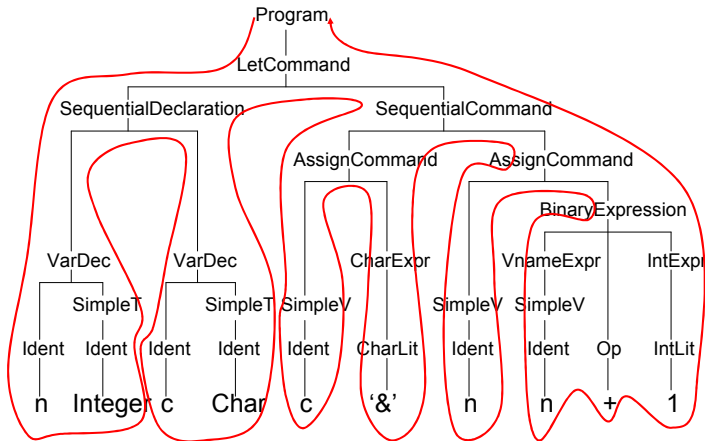 Program
LetCommand
SequentialDeclaration SequentialCommand
AssignCommand AssignCommand
BinaryExpression
VarDec VarDec CharExpr VnameExpr IntExpr
SimpleT SimpleT SimpleV SimpleV SimpleV
Ident Ident Ident Ident Ident CharLit Ident Ident Op IntLit
n Integer c Char c ‘&’ n n + 1